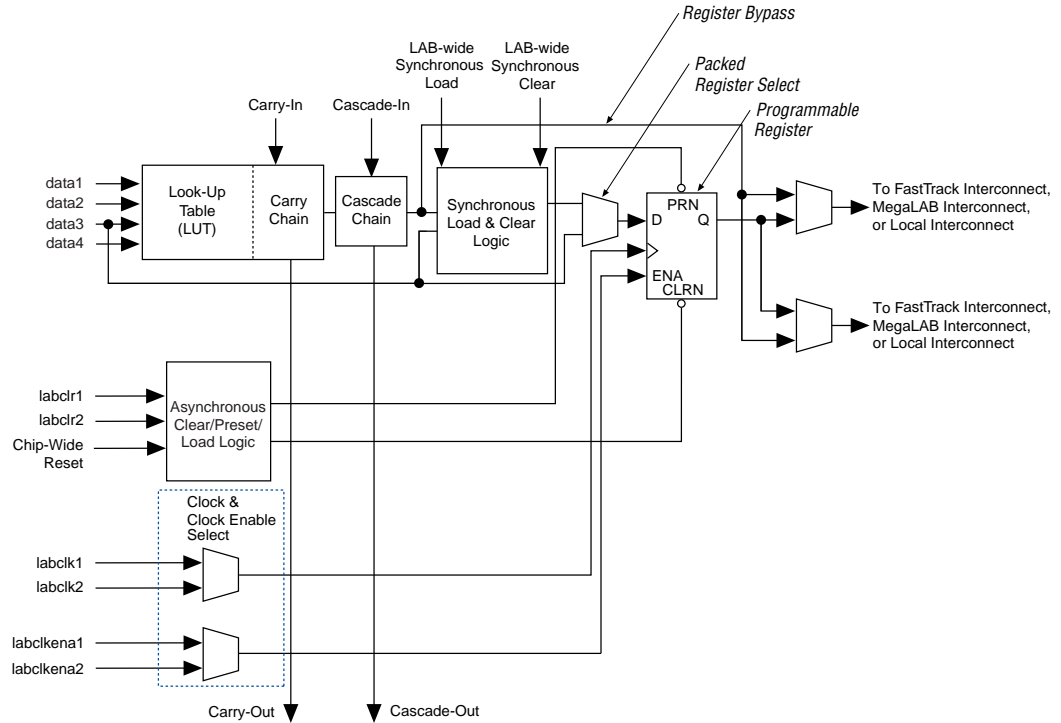 Register Bypass
LAB-wide
Synchronous
Load
LAB-wide
Synchronous
Clear
Packed
Register Select
Programmable
Register
Carry-In
Cascade-In
data1
data2
data3
data4
Look-Up
Table
(LUT)
Carry
Chain
Cascade
Chain
Synchronous
Load & Clear
Logic
PRN
D
Q
ENA
CLRN
To FastTrack Interconnect,
MegaLAB Interconnect,
or Local Interconnect
To FastTrack Interconnect,
MegaLAB Interconnect,
or Local Interconnect
labclr1
labclr2
Chip-Wide
Reset
Asynchronous
Clear/Preset/
Load Logic
Clock &
Clock Enable
Select
labclk1
labclk2
labclkena1
labclkena2
Carry-Out
Cascade-Out